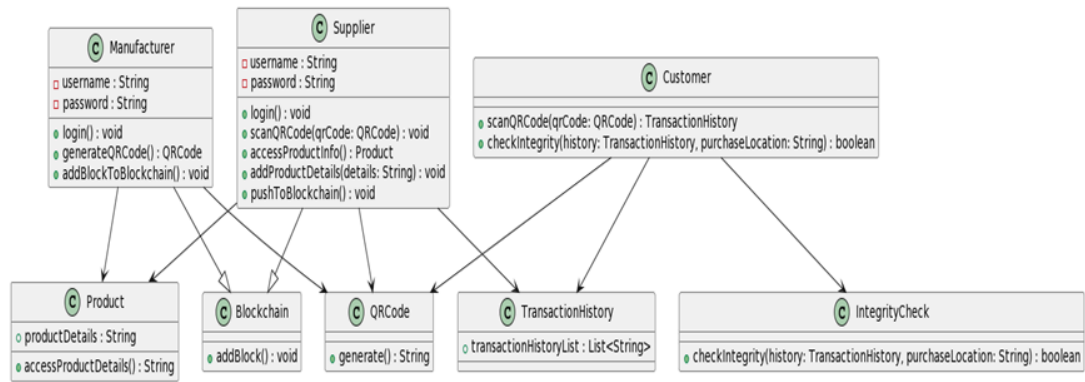 C Manufacturer
username : String
password : String
login() : void
generateQRCode() : QRCode
addBlockToBlockchain() : void
C Supplier
username : String
password : String
login() : void
scanQRCode(qrCode: QRCode) : void
accessProductInfo() : Product
addProductDetails(details: String) : void
pushToBlockchain() : void
C Customer
scanQRCode(qrCode: QRCode) : TransactionHistory
checkIntegrity(history: TransactionHistory, purchaseLocation: String) : boolean
C Product
productDetails : String
accessProductDetails() : String
C Blockchain
addBlock() : void
C QRCode
generate() : String
C TransactionHistory
transactionHistoryList : List<String>
C IntegrityCheck
checkIntegrity(history: TransactionHistory, purchaseLocation: String) : boolean